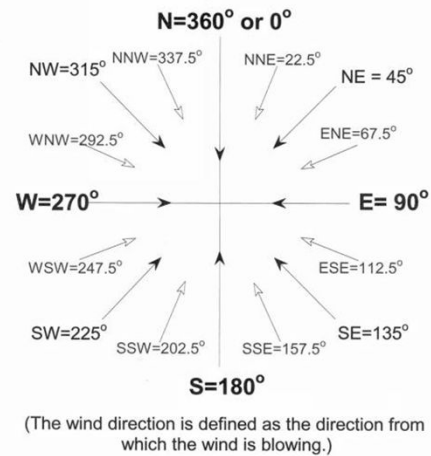 N=360° or 0°
NNW=337.5°
NNE=22.5°
NW=315°
NE = 45°
WNW=292.5°
ENE=67.5°
W=270°
E= 90°
WSW=247.5°
ESE=112.5°
SW=225°
SE=135°
SSW=202.5°
SSE=157.5°
S=180°
(The wind direction is defined as the direction from
which the wind is blowing.)